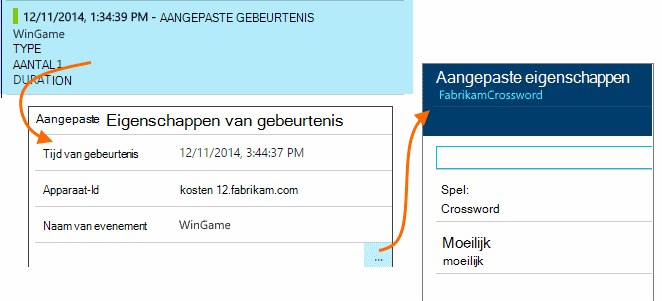 12/11/2014, 1:34:39 PM - AANGEPASTE GEBEURTENIS
WinGame
TYPE
AANTAL1
DURATION
Aangepaste Eigenschappen van gebeurtenis
Tijd van gebeurtenis 12/11/2014, 3:44:37 PM
Apparaat-Id kosten 12.fabrikam.com
Naam van evenement WinGame
...
Aangepaste eigenschappen
FabrikamCrossword
Spel:
Crossword
Moeilijk
moeilijk